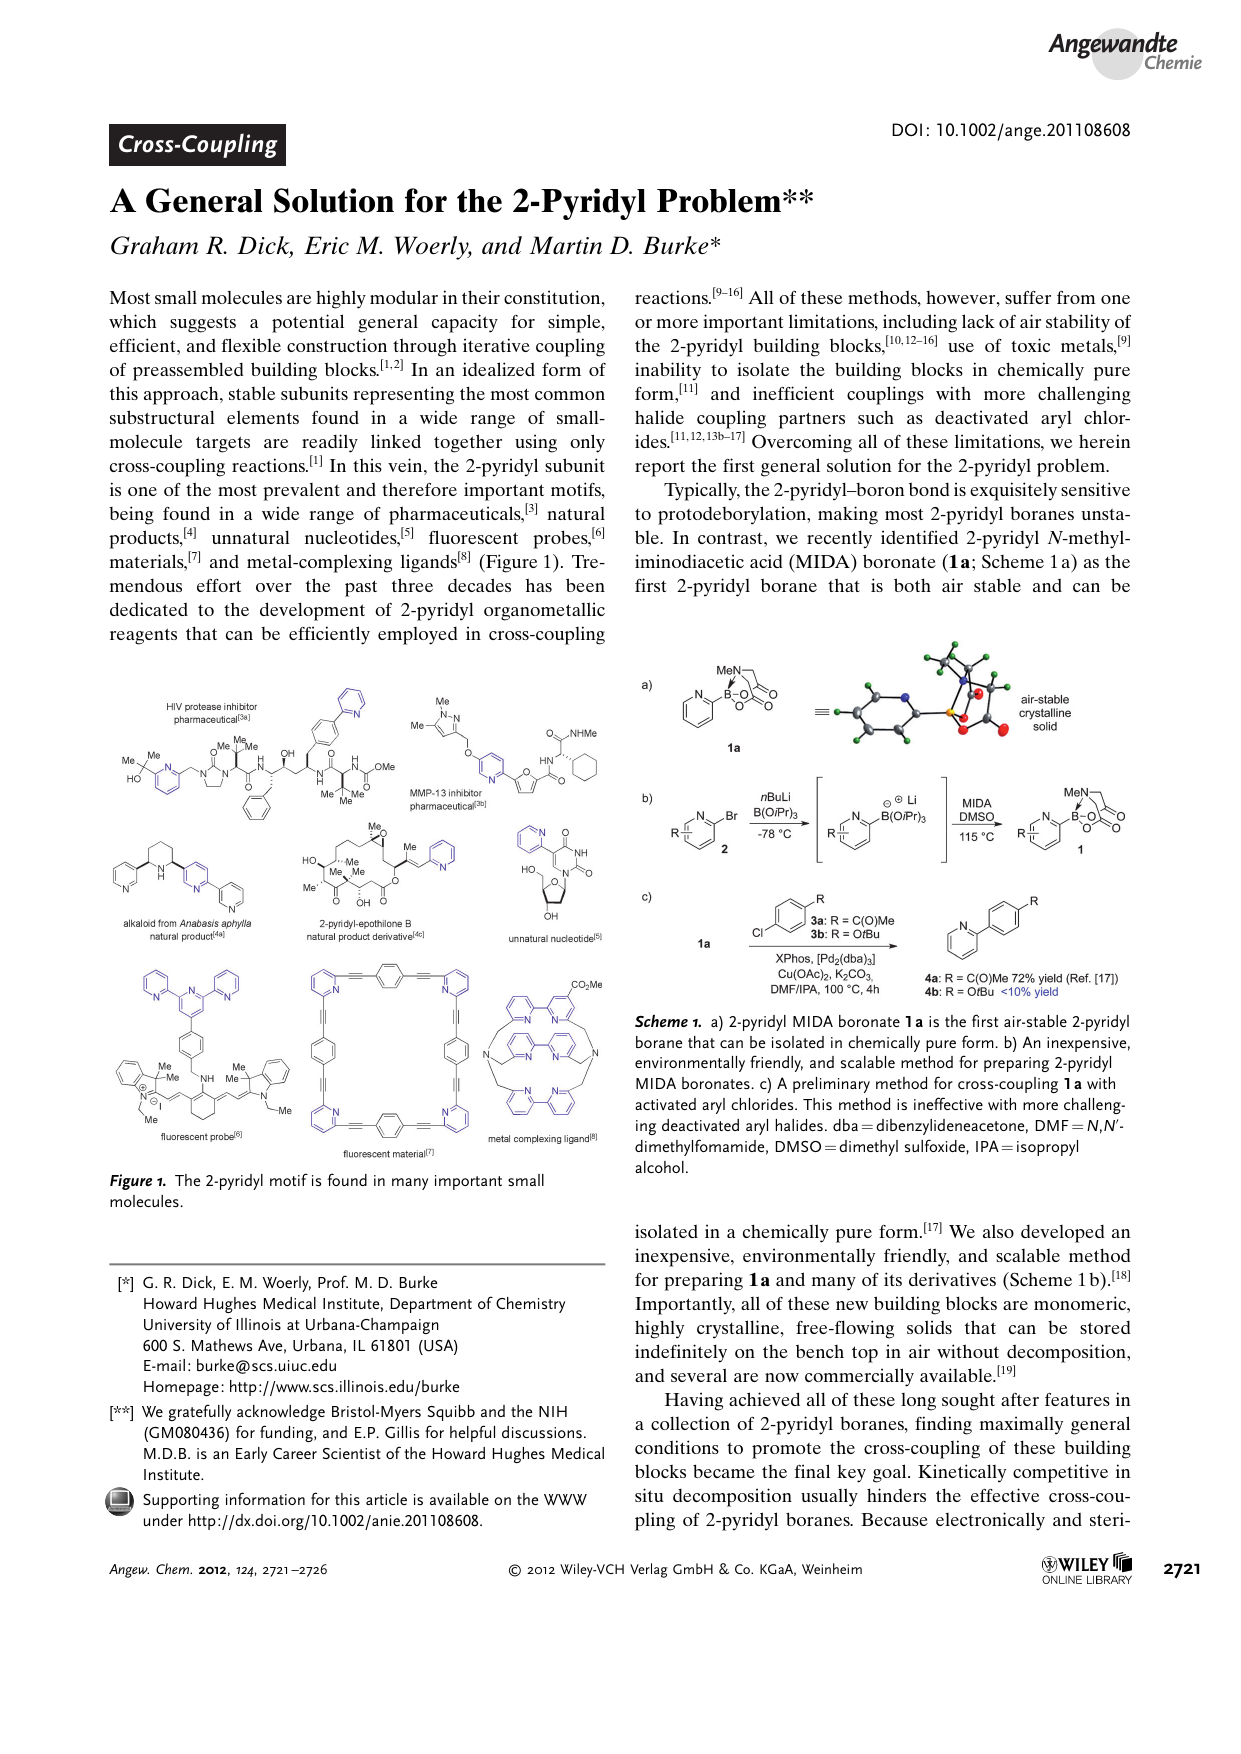 Angewandte
Chemie
Cross-Coupling
DOI: 10.1002/ange.201108608
A General Solution for the 2-Pyridyl Problem**
Graham R. Dick, Eric M. Woerly, and Martin D. Burke*
Most small molecules are highly modular in their constitution,
which suggests a potential general capacity for simple,
efficient, and flexible construction through iterative coupling
of preassembled building blocks.[1,2] In an idealized form of
this approach, stable subunits representing the most common
substructural elements found in a wide range of small-
molecule targets are readily linked together using only
cross-coupling reactions.[1] In this vein, the 2-pyridyl subunit
is one of the most prevalent and therefore important motifs,
being found in a wide range of pharmaceuticals,[3] natural
products,[4] unnatural nucleotides,[5] fluorescent probes,[6]
materials,[7] and metal-complexing ligands[8] (Figure 1). Tre-
mendous effort over the past three decades has been
dedicated to the development of 2-pyridyl organometallic
reagents that can be efficiently employed in cross-coupling
HIV protease inhibitor
pharmaceutical[3a]
MMP-13 inhibitor
pharmaceutical[3b]
alkaloid from Anabasis aphylla
natural product[4a]
2-pyridyl-epothilone B
natural product derivative[4c]
unnatural nucleotide[5]
fluorescent probe[6]
fluorescent material[7]
metal complexing ligand[8]
Figure 1. The 2-pyridyl motif is found in many important small
molecules.
[*] G. R. Dick, E. M. Woerly, Prof. M. D. Burke
Howard Hughes Medical Institute, Department of Chemistry
University of Illinois at Urbana-Champaign
600 S. Mathews Ave, Urbana, IL 61801 (USA)
E-mail: burke@scs.uiuc.edu
Homepage: http://www.scs.illinois.edu/burke
[**] We gratefully acknowledge Bristol-Myers Squibb and the NIH
(GM080436) for funding, and E.P. Gillis for helpful discussions.
M.D.B. is an Early Career Scientist of the Howard Hughes Medical
Institute.
Supporting information for this article is available on the WWW
under http://dx.doi.org/10.1002/anie.201108608.
reactions.[9–16] All of these methods, however, suffer from one
or more important limitations, including lack of air stability of
the 2-pyridyl building blocks,[10,12–16] use of toxic metals,[9]
inability to isolate the building blocks in chemically pure
form,[11] and inefficient couplings with more challenging
halide coupling partners such as deactivated aryl chlor-
ides.[11,12,13b–17] Overcoming all of these limitations, we herein
report the first general solution for the 2-pyridyl problem.
Typically, the 2-pyridyl–boron bond is exquisitely sensitive
to protodeborylation, making most 2-pyridyl boranes unsta-
ble. In contrast, we recently identified 2-pyridyl N-methyl-
iminodiacetic acid (MIDA) boronate (1a; Scheme 1 a) as the
first 2-pyridyl borane that is both air stable and can be
a)
1a
air-stable
crystalline
solid
b)
2
nBuLi
B(OiPr)3
-78 °C
MIDA
DMSO
115 °C
1
c)
1a
3a: R = C(O)Me
3b: R = OtBu
XPhos, [Pd2(dba)3]
Cu(OAc)2, K2CO3,
DMF/IPA, 100 °C, 4h
4a: R = C(O)Me 72% yield (Ref. [17])
4b: R = OtBu <10% yield
Scheme 1. a) 2-pyridyl MIDA boronate 1 a is the first air-stable 2-pyridyl
borane that can be isolated in chemically pure form. b) An inexpensive,
environmentally friendly, and scalable method for preparing 2-pyridyl
MIDA boronates. c) A preliminary method for cross-coupling 1 a with
activated aryl chlorides. This method is ineffective with more challeng-
ing deactivated aryl halides. dba = dibenzylideneacetone, DMF = N,N′-
dimethylfomamide, DMSO = dimethyl sulfoxide, IPA = isopropyl
alcohol.
isolated in a chemically pure form.[17] We also developed an
inexpensive, environmentally friendly, and scalable method
for preparing 1a and many of its derivatives (Scheme 1 b).[18]
Importantly, all of these new building blocks are monomeric,
highly crystalline, free-flowing solids that can be stored
indefinitely on the bench top in air without decomposition,
and several are now commercially available.[19]
Having achieved all of these long sought after features in
a collection of 2-pyridyl boranes, finding maximally general
conditions to promote the cross-coupling of these building
blocks became the final key goal. Kinetically competitive in
situ decomposition usually hinders the effective cross-cou-
pling of 2-pyridyl boranes. Because electronically and steri-
Angew. Chem. 2012, 124, 2721–2726
© 2012 Wiley-VCH Verlag GmbH & Co. KGaA, Weinheim
WILEY
ONLINE LIBRARY
2721